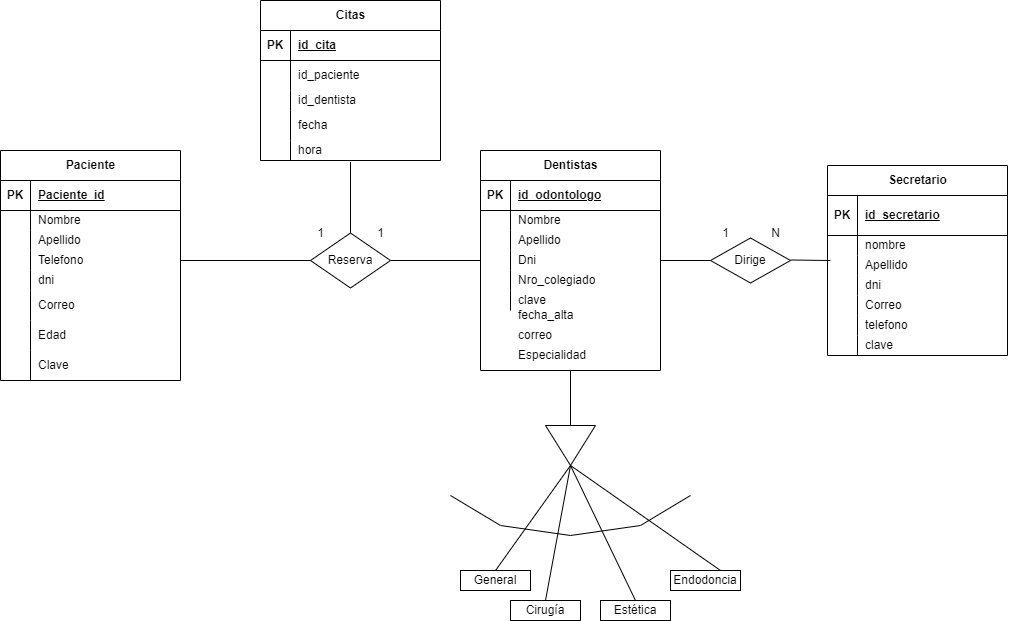 Citas
PK id_cita
id_paciente
id_dentista
fecha
hora
Paciente
PK Paciente_id
Nombre
Apellido
Telefono
dni
Correo
Edad
Clave
1 1
Reserva
Dentistas
PK id_odontologo
Nombre
Apellido
Dni
Nro_colegiado
clave
fecha_alta
correo
Especialidad
1 N
Dirige
Secretario
PK id_secretario
nombre
Apellido
dni
Correo
telefono
clave
General
Cirugía
Estética
Endodoncia